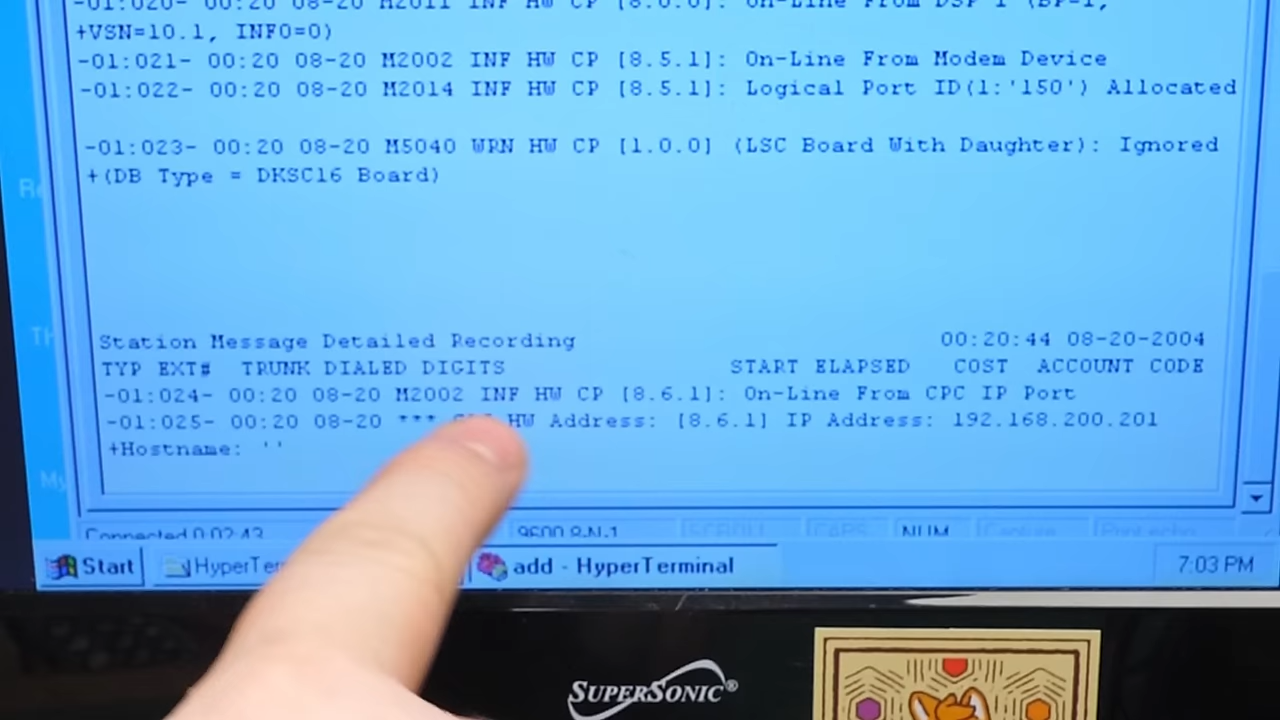 -01:020- 00:20 08-20 M2011 INF HW CP [8.0.0]: On-Line From DSP 1 (BP=1,
+VSN=10.1, INFO=0)
-01:021- 00:20 08-20 M2002 INF HW CP [8.5.1]: On-Line From Modem Device
-01:022- 00:20 08-20 M2014 INF HW CP [8.5.1]: Logical Port ID(1:'150') Allocated
-01:023- 00:20 08-20 M5040 WRN HW CP [1.0.0] (LSC Board With Daughter): Ignored
+(DB Type = DKSC16 Board)
Station Message Detailed Recording 00:20:44 08-20-2004
TYP EXT# TRUNK DIALED DIGITS START ELAPSED COST ACCOUNT CODE
-01:024- 00:20 08-20 M2002 INF HW CP [8.6.1]: On-Line From CPC IP Port
-01:025- 00:20 08-20 *** HW Address: [8.6.1] IP Address: 192.168.200.201
+Hostname: ''
Connected 0:02:43 9600 8-N-1 SCROLL CAPS NUM Capture Print echo
Start HyperTer add - HyperTerminal 7:03 PM
SUPERSONIC®